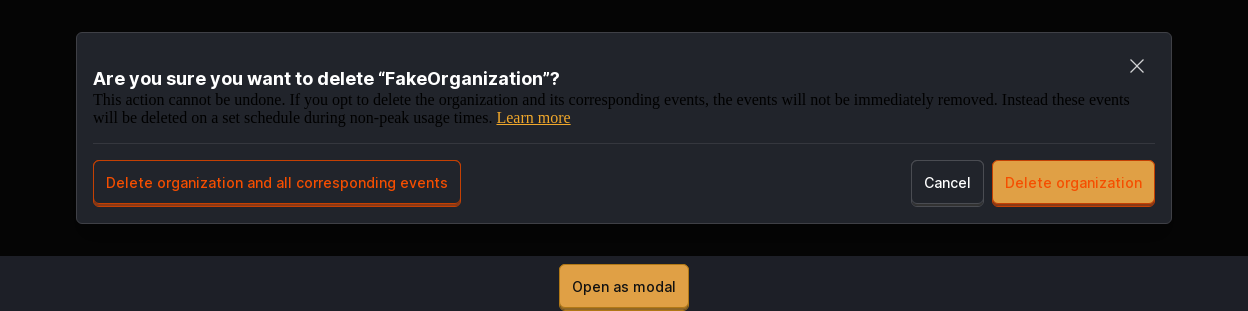 Are you sure you want to delete “FakeOrganization”?
This action cannot be undone. If you opt to delete the organization and its corresponding events, the events will not be immediately removed. Instead these events
will be deleted on a set schedule during non-peak usage times. Learn more
Delete organization and all corresponding events
Cancel
Delete organization
Open as modal